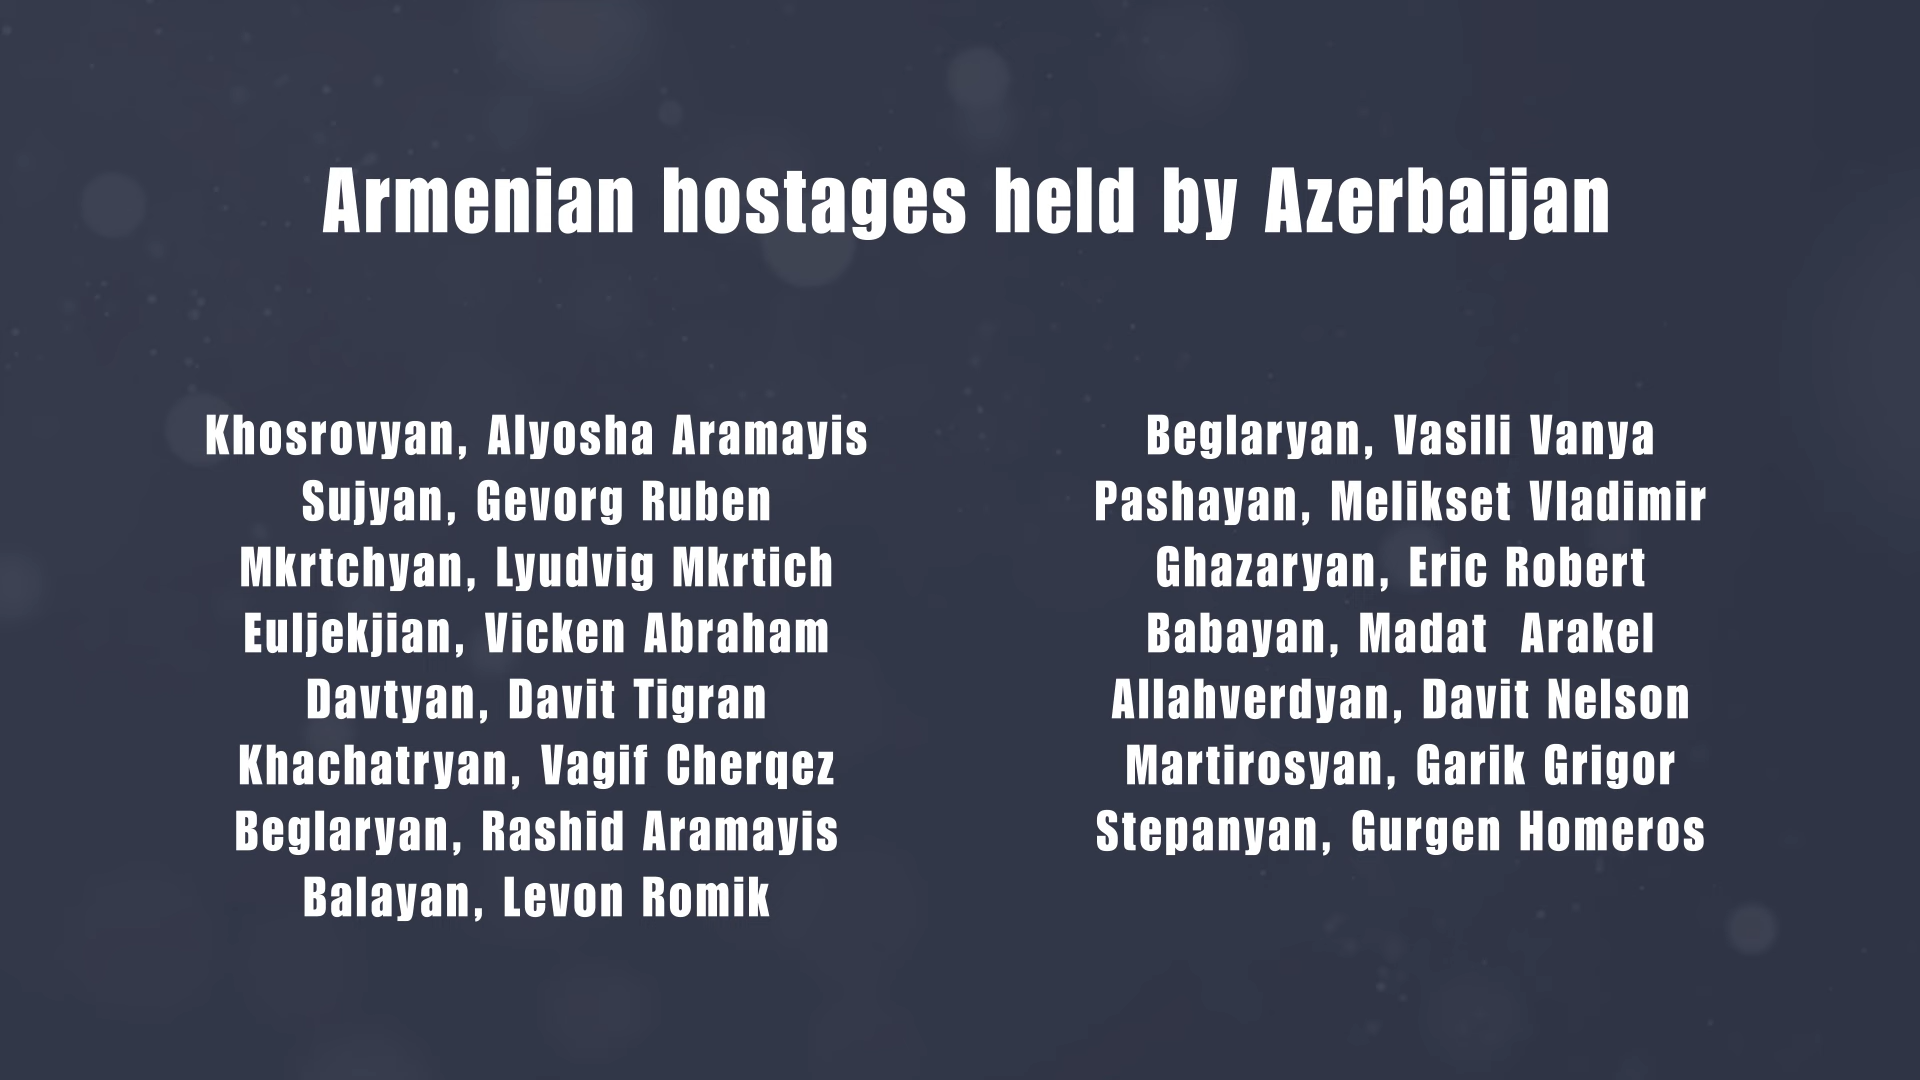 Armenian hostages held by Azerbaijan
Khosrovyan, Alyosha Aramayis
Sujyan, Gevorg Ruben
Mkrtchyan, Lyudvig Mkrtich
Euljekjian, Vicken Abraham
Davtyan, Davit Tigran
Khachatryan, Vagif Cherqez
Beglaryan, Rashid Aramayis
Balayan, Levon Romik
Beglaryan, Vasili Vanya
Pashayan, Melikset Vladimir
Ghazaryan, Eric Robert
Babayan, Madat  Arakel
Allahverdyan, Davit Nelson
Martirosyan, Garik Grigor
Stepanyan, Gurgen Homeros